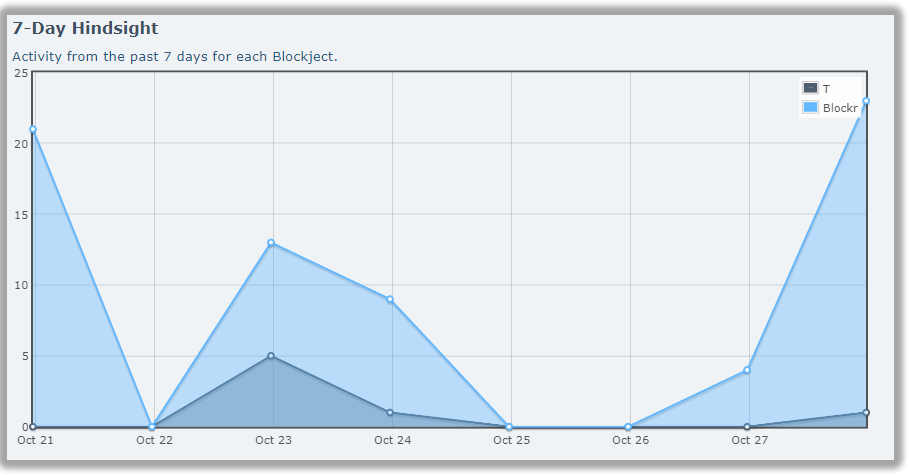 7-Day Hindsight
Activity from the past 7 days for each Blockject.
25
T
Blockr
20
15
10
5
0
Oct 21 Oct 22 Oct 23 Oct 24 Oct 25 Oct 26 Oct 27